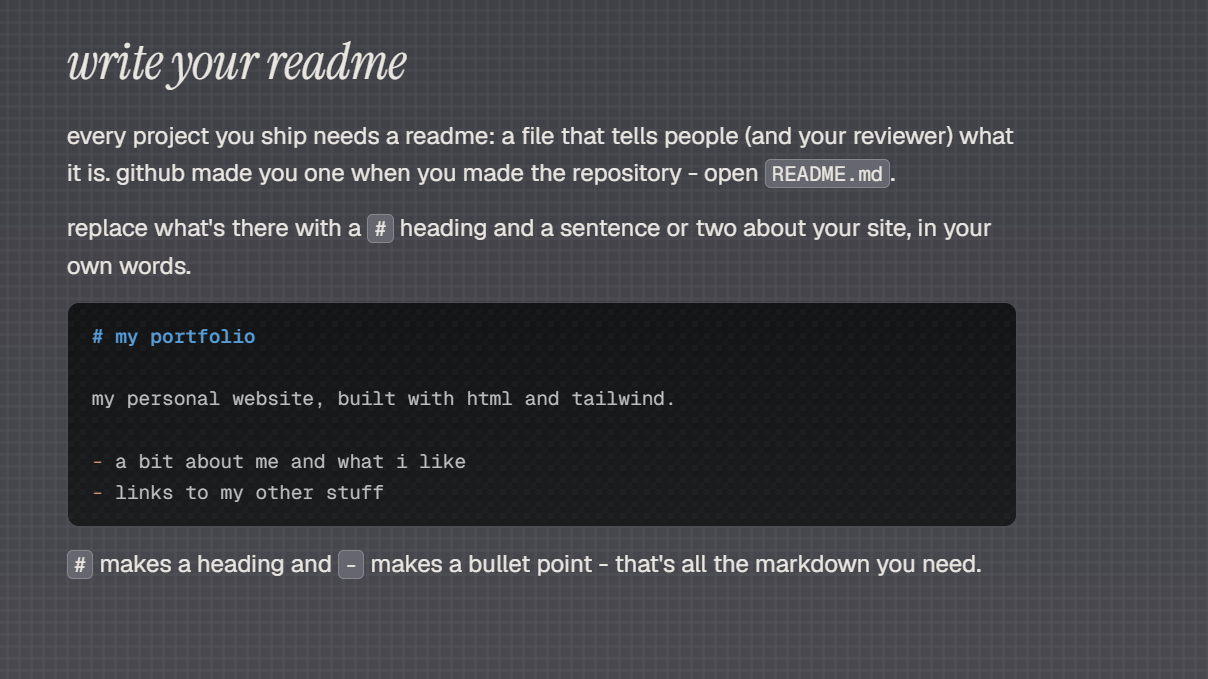 write your readme
every project you ship needs a readme: a file that tells people (and your reviewer) what
it is. github made you one when you made the repository - open README.md.
replace what's there with a # heading and a sentence or two about your site, in your
own words.
# my portfolio
my personal website, built with html and tailwind.
- a bit about me and what i like
- links to my other stuff
# makes a heading and - makes a bullet point - that's all the markdown you need.